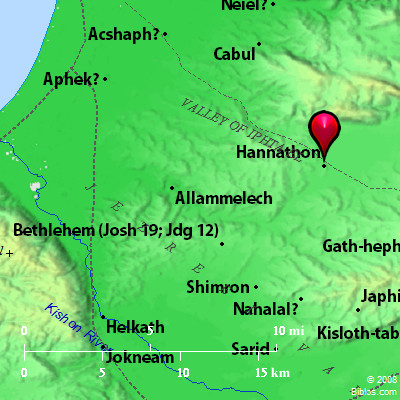 Neiel?
Acshaph?
Cabul
Aphek?
VALLEY OF IPHTAHEL
Hannathon
Allammelech
Bethlehem (Josh 19; Jdg 12)
Gath-heph
Shimron
Nahalal?
Japhi
Kishon River
Helkath
Kisloth-tab
Jokneam
Sarid
0 5 10 mi
0 5 10 15 km
© 2008
Biblos.com